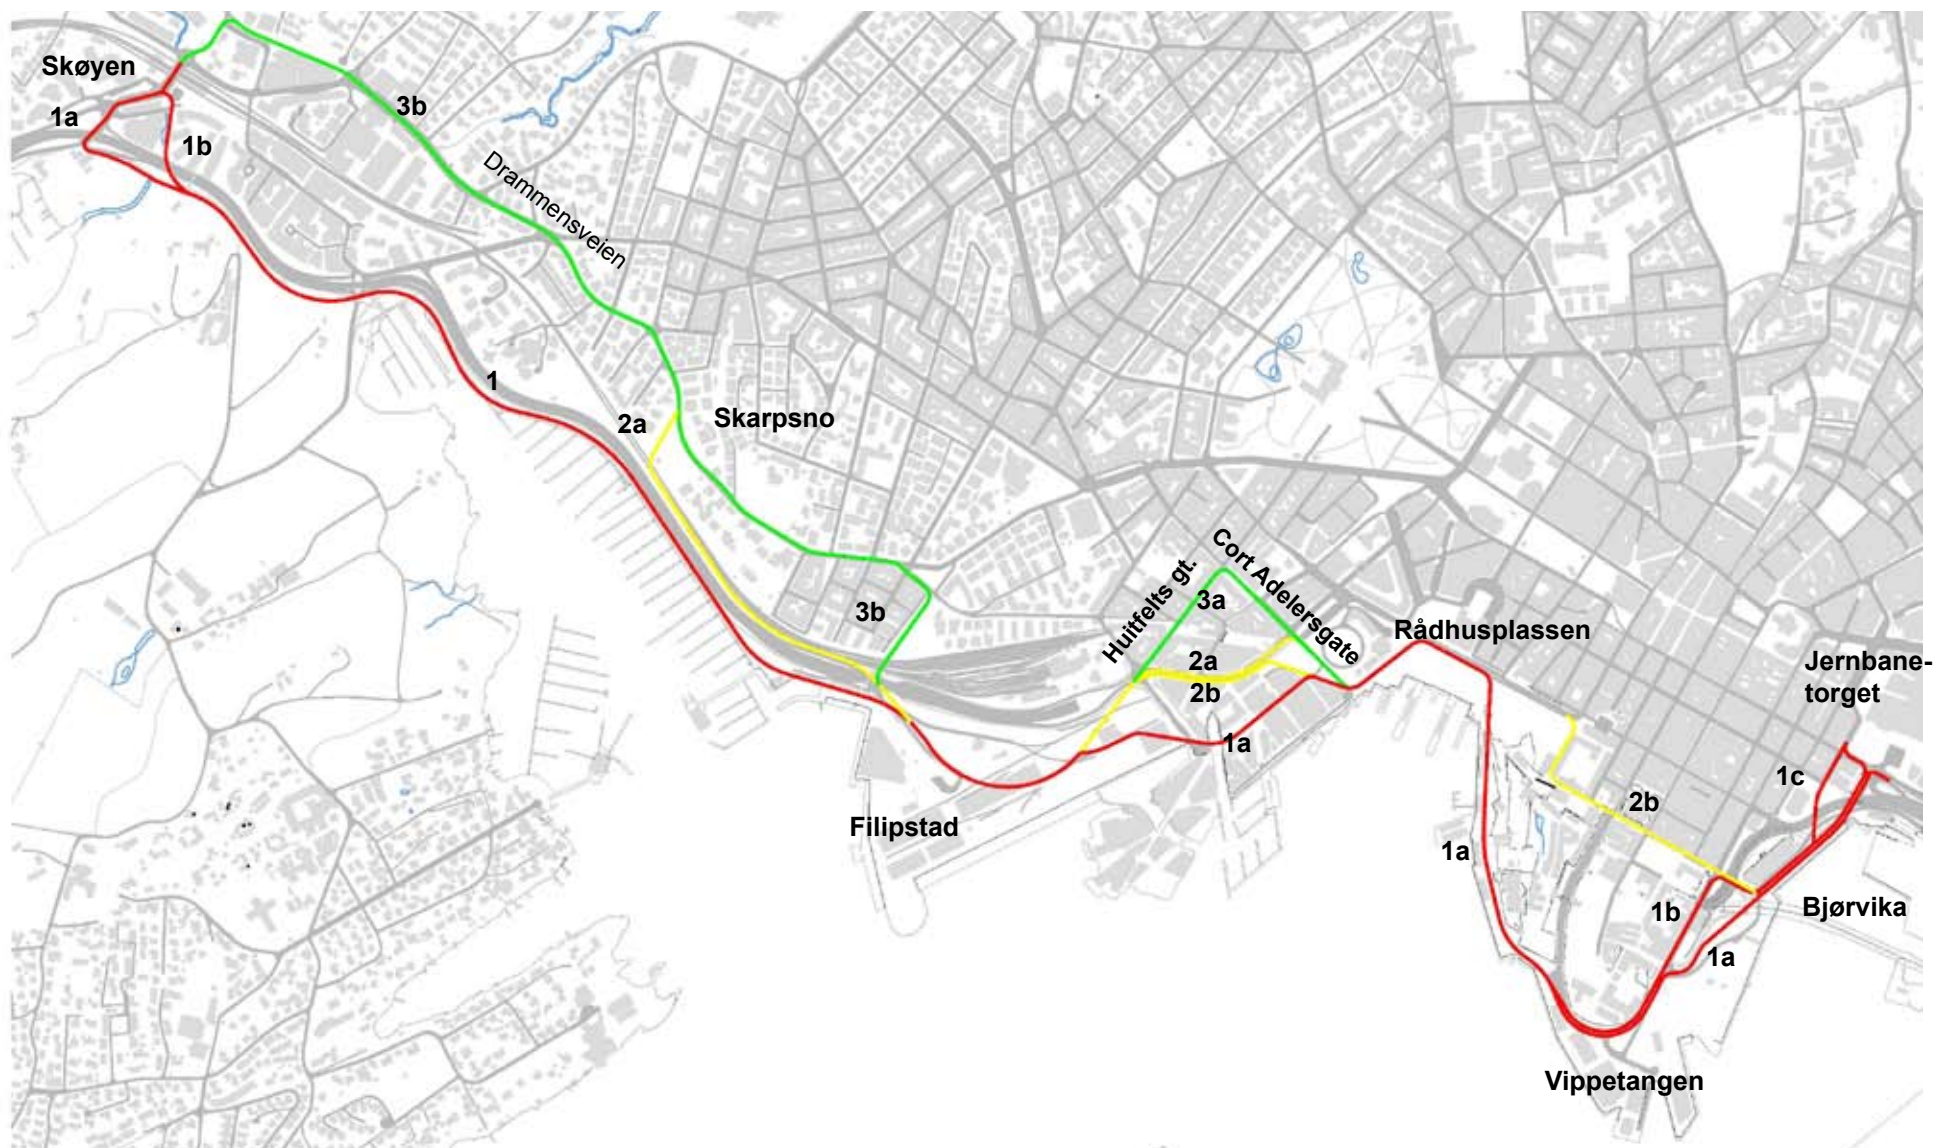 Skøyen
1a
3b
1b
Drammensveien
1
2a
Skarpsno
Cort Adelersgate
Huitfelts gt.
3a
3b
Rådhusplassen
2a
2b
Jernbane-
torget
1a
1c
2b
Filipstad
1a
1b
Bjørvika
1a
Vippetangen